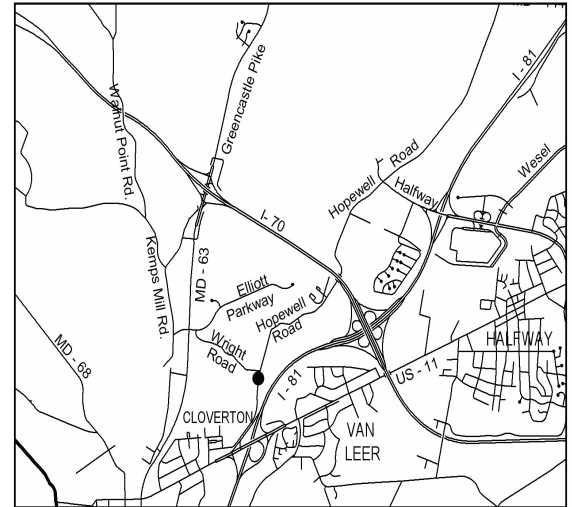 I - 81
Greencastle Pike
Walnut Point Rd.
Wesel
Hopewell Road
Halfway
I - 70
MD - 63
Kemps Mill Rd.
Elliott
Parkway
Hopewell
Road
Wright
Road
MD - 68
HALFWAY
US - 11
I - 81
CLOVERTON
VAN
LEER